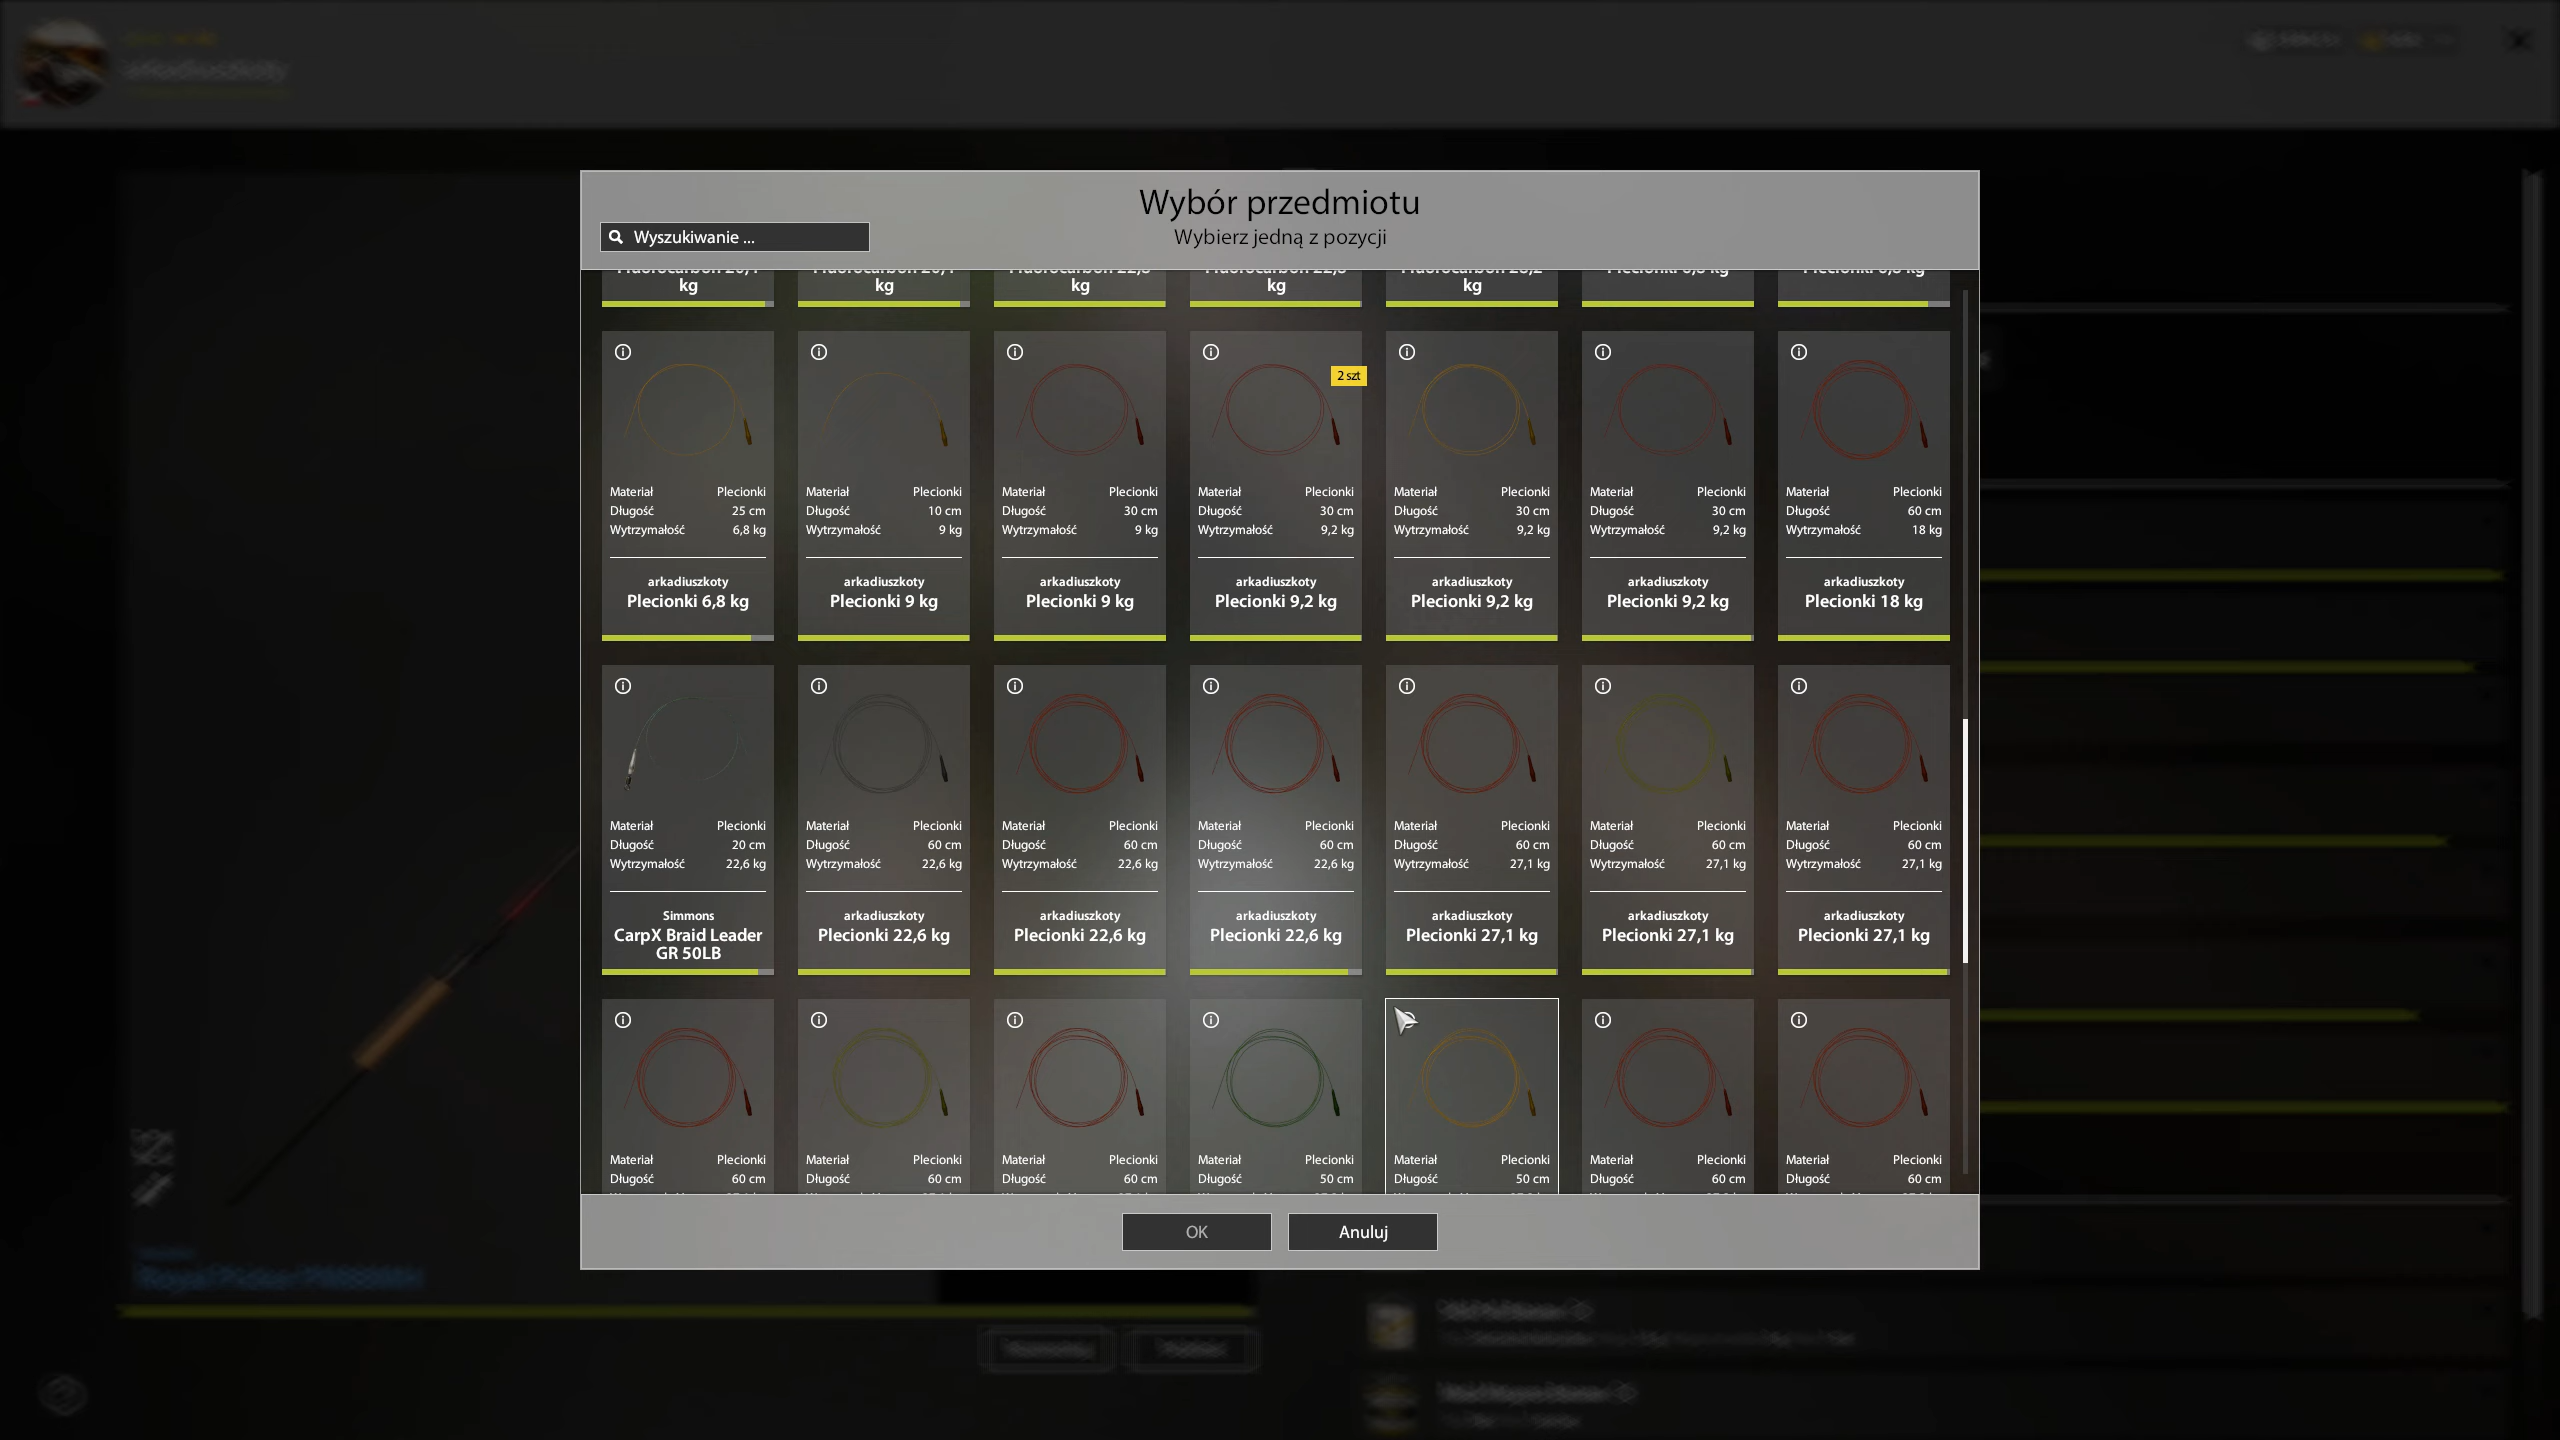 Wybór przedmiotu
Wyszukiwanie ...
Wybierz jedną z pozycji
kg
kg
kg
kg
kg
Materiał Plecionki
Długość 25 cm
Wytrzymałość 6,8 kg
arkadiuszkoty
Plecionki 6,8 kg
Materiał Plecionki
Długość 10 cm
Wytrzymałość 9 kg
arkadiuszkoty
Plecionki 9 kg
Materiał Plecionki
Długość 30 cm
Wytrzymałość 9 kg
arkadiuszkoty
Plecionki 9 kg
2 szt
Materiał Plecionki
Długość 30 cm
Wytrzymałość 9,2 kg
arkadiuszkoty
Plecionki 9,2 kg
Materiał Plecionki
Długość 30 cm
Wytrzymałość 9,2 kg
arkadiuszkoty
Plecionki 9,2 kg
Materiał Plecionki
Długość 30 cm
Wytrzymałość 9,2 kg
arkadiuszkoty
Plecionki 9,2 kg
Materiał Plecionki
Długość 60 cm
Wytrzymałość 18 kg
arkadiuszkoty
Plecionki 18 kg
Materiał Plecionki
Długość 20 cm
Wytrzymałość 22,6 kg
Simmons
CarpX Braid Leader
GR 50LB
Materiał Plecionki
Długość 60 cm
Wytrzymałość 22,6 kg
arkadiuszkoty
Plecionki 22,6 kg
Materiał Plecionki
Długość 60 cm
Wytrzymałość 22,6 kg
arkadiuszkoty
Plecionki 22,6 kg
Materiał Plecionki
Długość 60 cm
Wytrzymałość 22,6 kg
arkadiuszkoty
Plecionki 22,6 kg
Materiał Plecionki
Długość 60 cm
Wytrzymałość 27,1 kg
arkadiuszkoty
Plecionki 27,1 kg
Materiał Plecionki
Długość 60 cm
Wytrzymałość 27,1 kg
arkadiuszkoty
Plecionki 27,1 kg
Materiał Plecionki
Długość 60 cm
Wytrzymałość 27,1 kg
arkadiuszkoty
Plecionki 27,1 kg
Materiał Plecionki
Długość 60 cm
Materiał Plecionki
Długość 60 cm
Materiał Plecionki
Długość 60 cm
Materiał Plecionki
Długość 50 cm
Materiał Plecionki
Długość 50 cm
Materiał Plecionki
Długość 60 cm
Materiał Plecionki
Długość 60 cm
OK
Anuluj